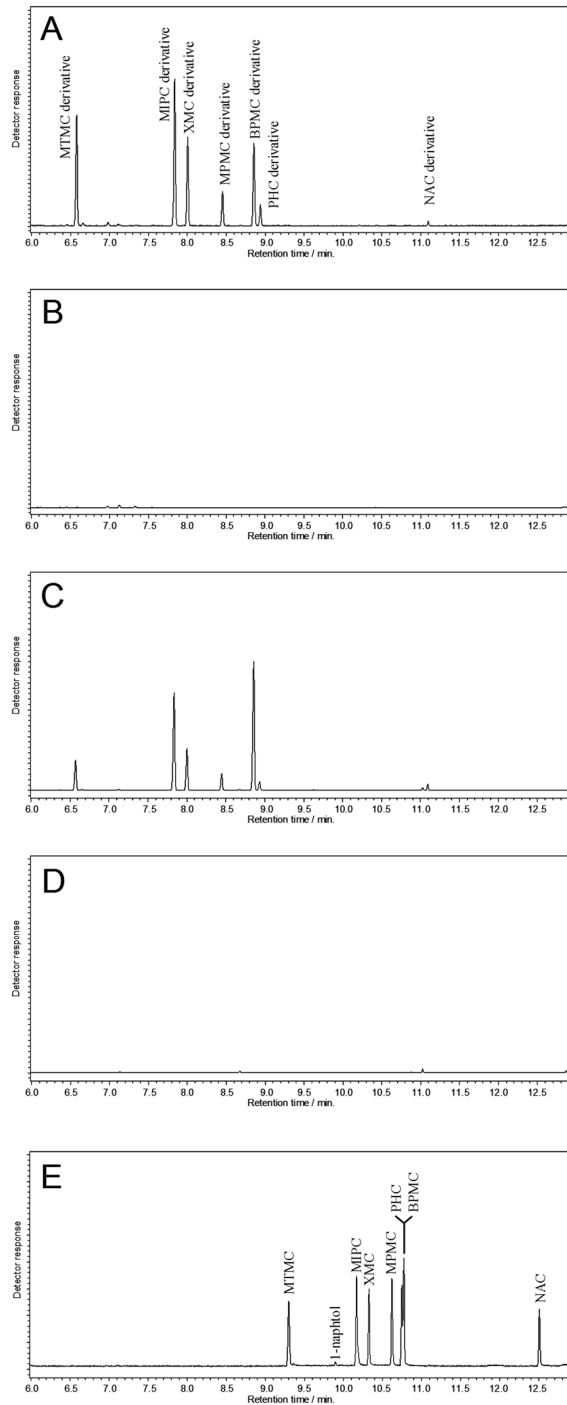 A
Detector response
MTMC derivative
MIPC derivative
XMC derivative
MPMC derivative
BPMC derivative
PHC derivative
NAC derivative
6.0 6.5 7.0 7.5 8.0 8.5 9.0 9.5 10.0 10.5 11.0 11.5 12.0 12.5
Retention time / min.
B
Detector response
6.0 6.5 7.0 7.5 8.0 8.5 9.0 9.5 10.0 10.5 11.0 11.5 12.0 12.5
Retention time / min.
C
Detector response
6.0 6.5 7.0 7.5 8.0 8.5 9.0 9.5 10.0 10.5 11.0 11.5 12.0 12.5
Retention time / min.
D
Detector response
6.0 6.5 7.0 7.5 8.0 8.5 9.0 9.5 10.0 10.5 11.0 11.5 12.0 12.5
Retention time / min.
E
Detector response
MTMC
1-naphtol
MIPC
XMC
MPMC
PHC
BPMC
NAC
6.0 6.5 7.0 7.5 8.0 8.5 9.0 9.5 10.0 10.5 11.0 11.5 12.0 12.5
Retention time / min.